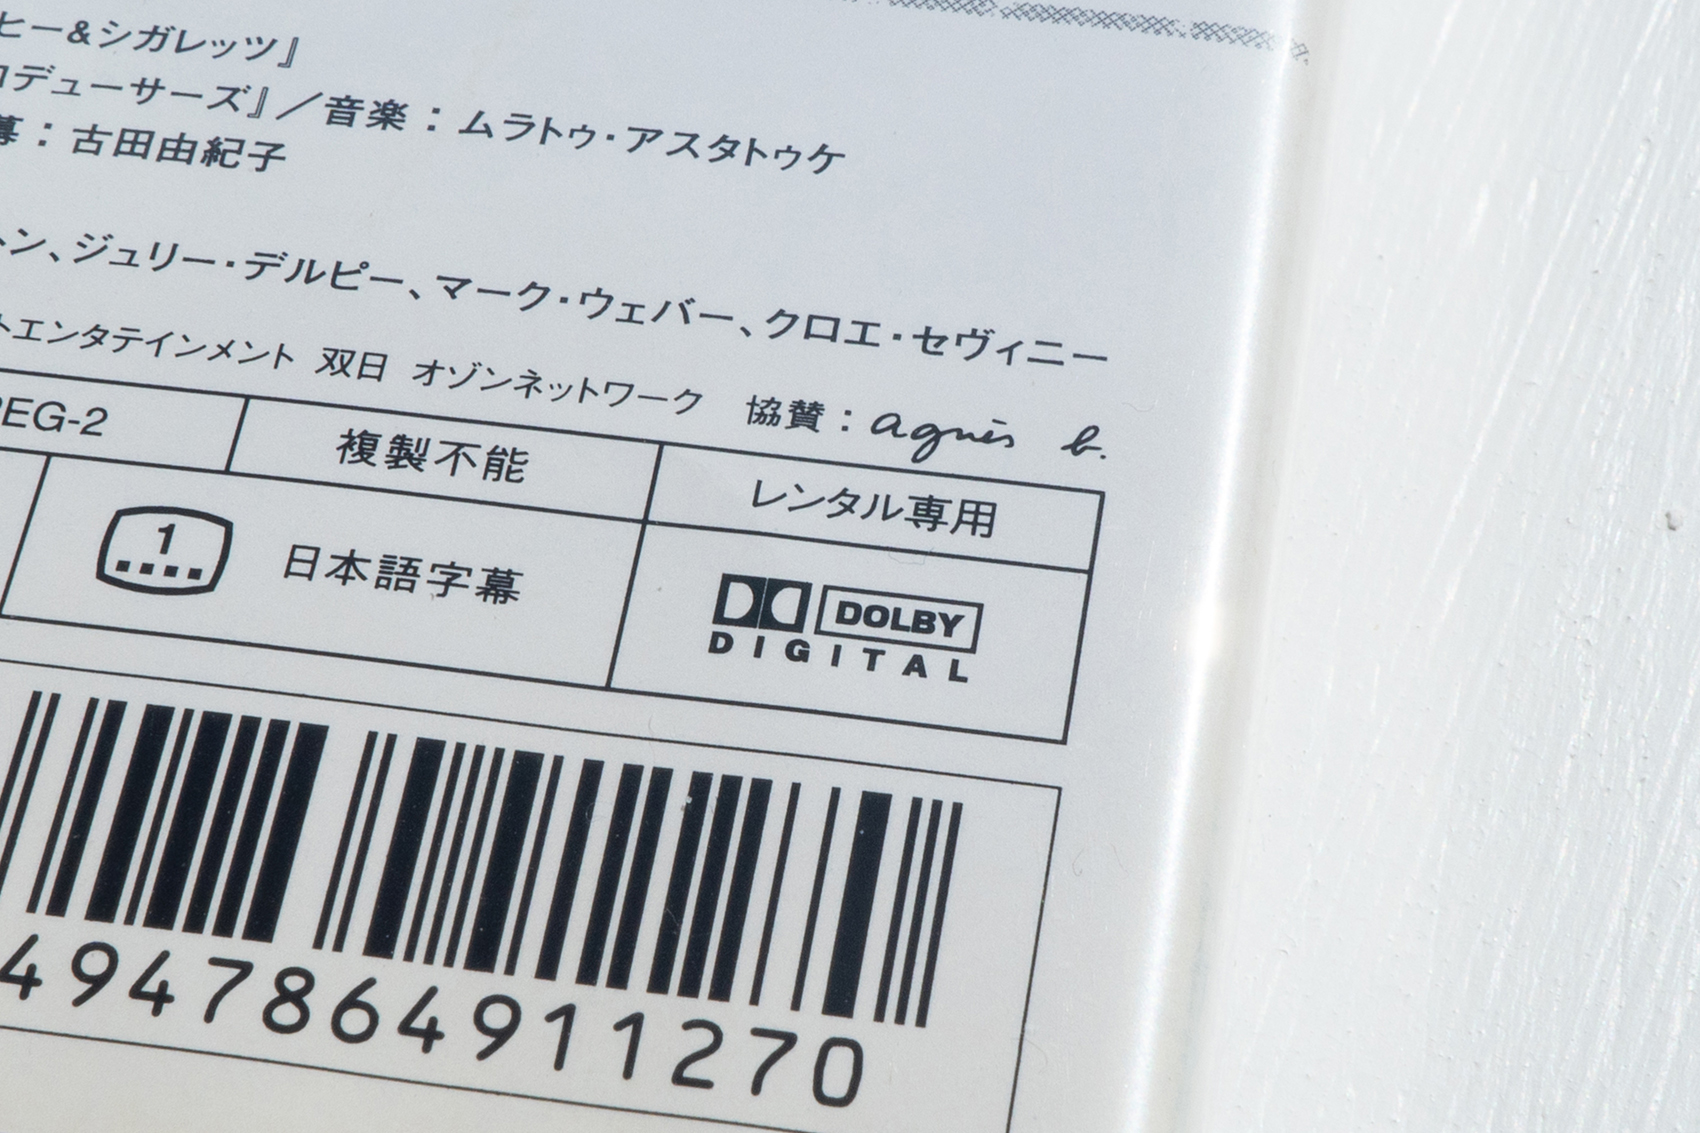 ヒー&シガレッツ』
ロデューサーズ』／音楽：ムラトゥ・アスタトゥケ
幕：古田由紀子
トン、ジュリー・デルピー、マーク・ウェバー、クロエ・セヴィニー
トエンタテインメント 双日 オゾンネットワーク 協賛：agnès b.
PEG-2 複製不能 レンタル専用
1 日本語字幕 DOLBY
DIGITAL
4947864911270